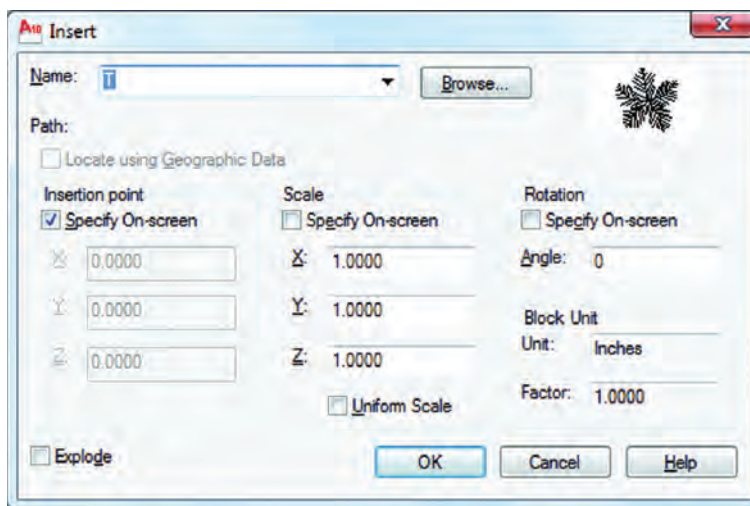 A10 Insert
Name: T Browse...
Path:
Locate using Geographic Data
Insertion point Scale Rotation
Specify On-screen Specify On-screen Specify On-screen
X: 0.0000 X: 1.0000 Angle: 0
Y: 0.0000 Y: 1.0000 Block Unit
Z: 0.0000 Z: 1.0000 Unit: Inches
Uniform Scale Factor: 1.0000
Explode OK Cancel Help